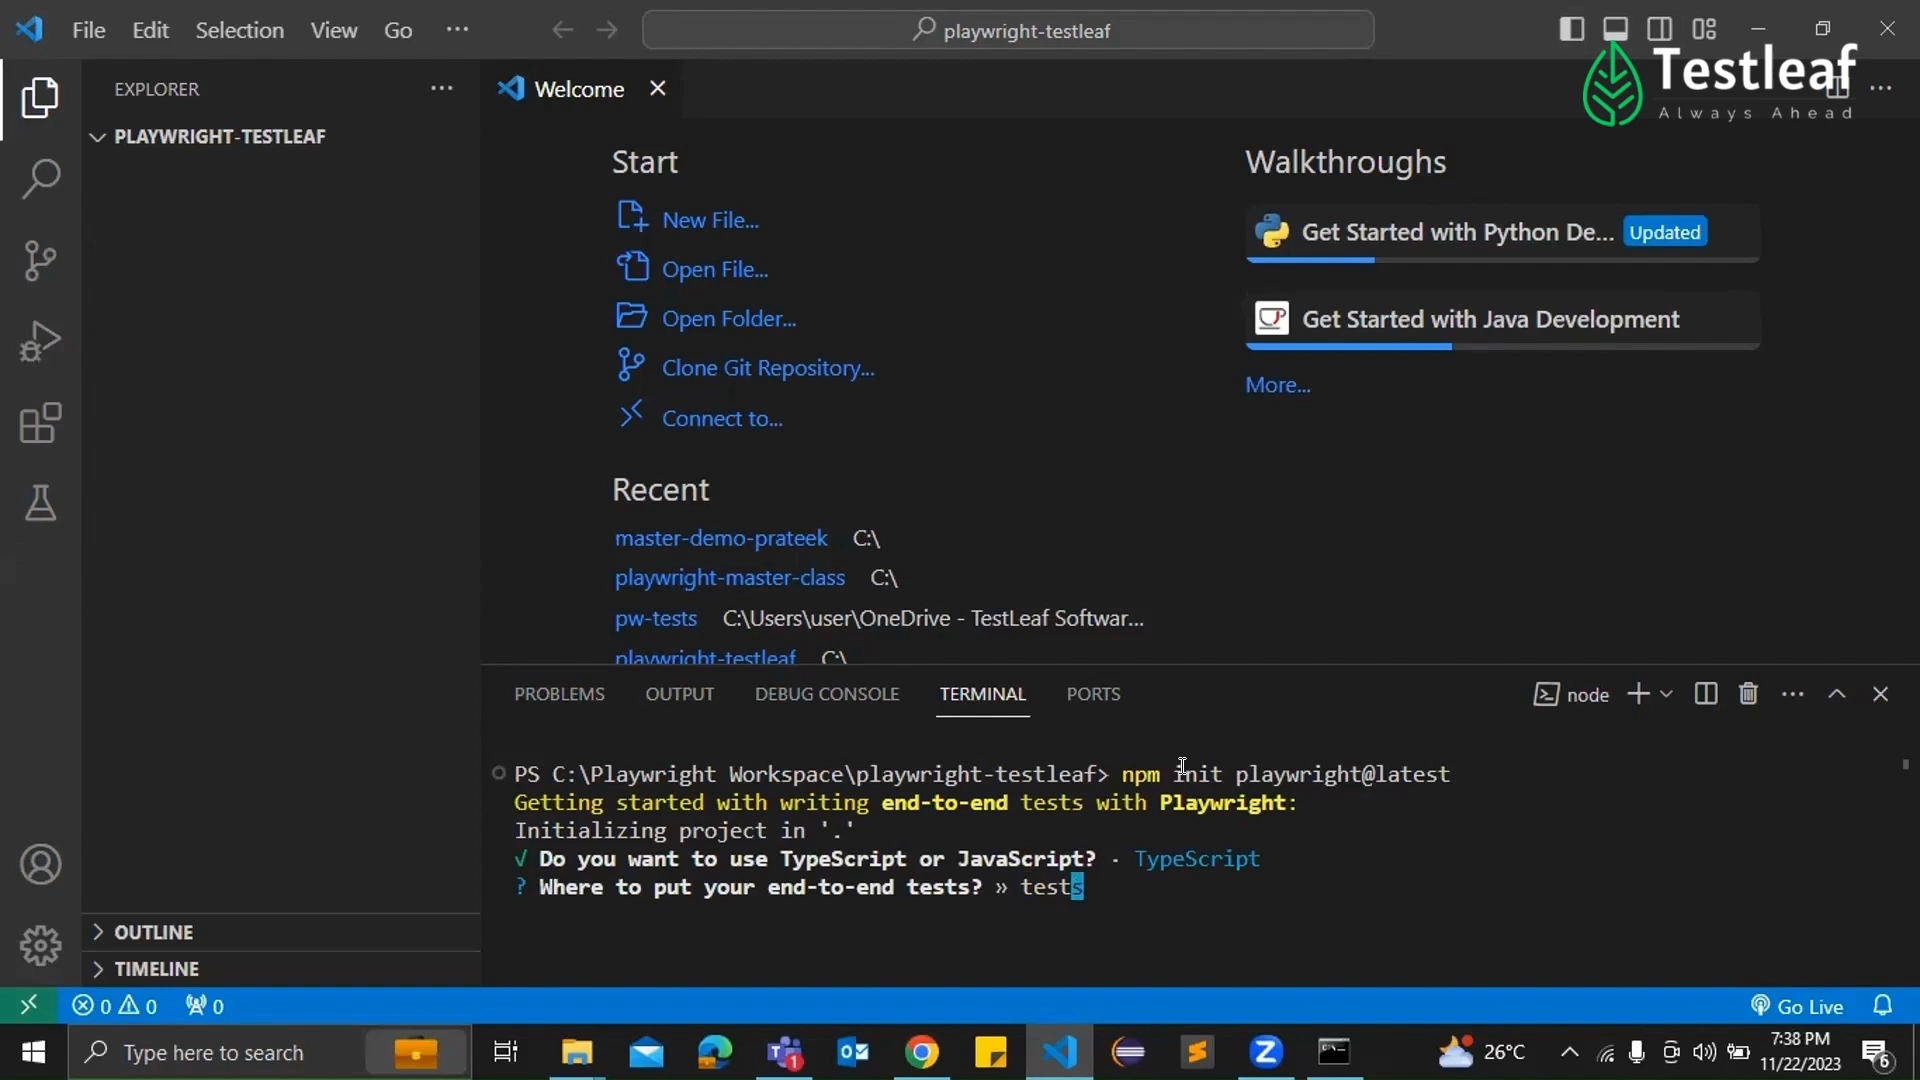 File Edit Selection View Go ···
playwright-testleaf
Testleaf
Always Ahead
EXPLORER
Welcome
PLAYWRIGHT-TESTLEAF
Start
New File...
Open File...
Open Folder...
Clone Git Repository...
Connect to...
Walkthroughs
Get Started with Python De... Updated
Get Started with Java Development
More...
Recent
master-demo-prateek C:\
playwright-master-class C:\
pw-tests C:\Users\user\OneDrive - TestLeaf Softwar...
playwright-testleaf C:\
PROBLEMS OUTPUT DEBUG CONSOLE TERMINAL PORTS
node
PS C:\Playwright Workspace\playwright-testleaf> npm init playwright@latest
Getting started with writing end-to-end tests with Playwright:
Initializing project in '.'
√ Do you want to use TypeScript or JavaScript? · TypeScript
? Where to put your end-to-end tests? » tests
OUTLINE
TIMELINE
0 0 0
Go Live
Type here to search
1
26°C
7:38 PM
11/22/2023
6